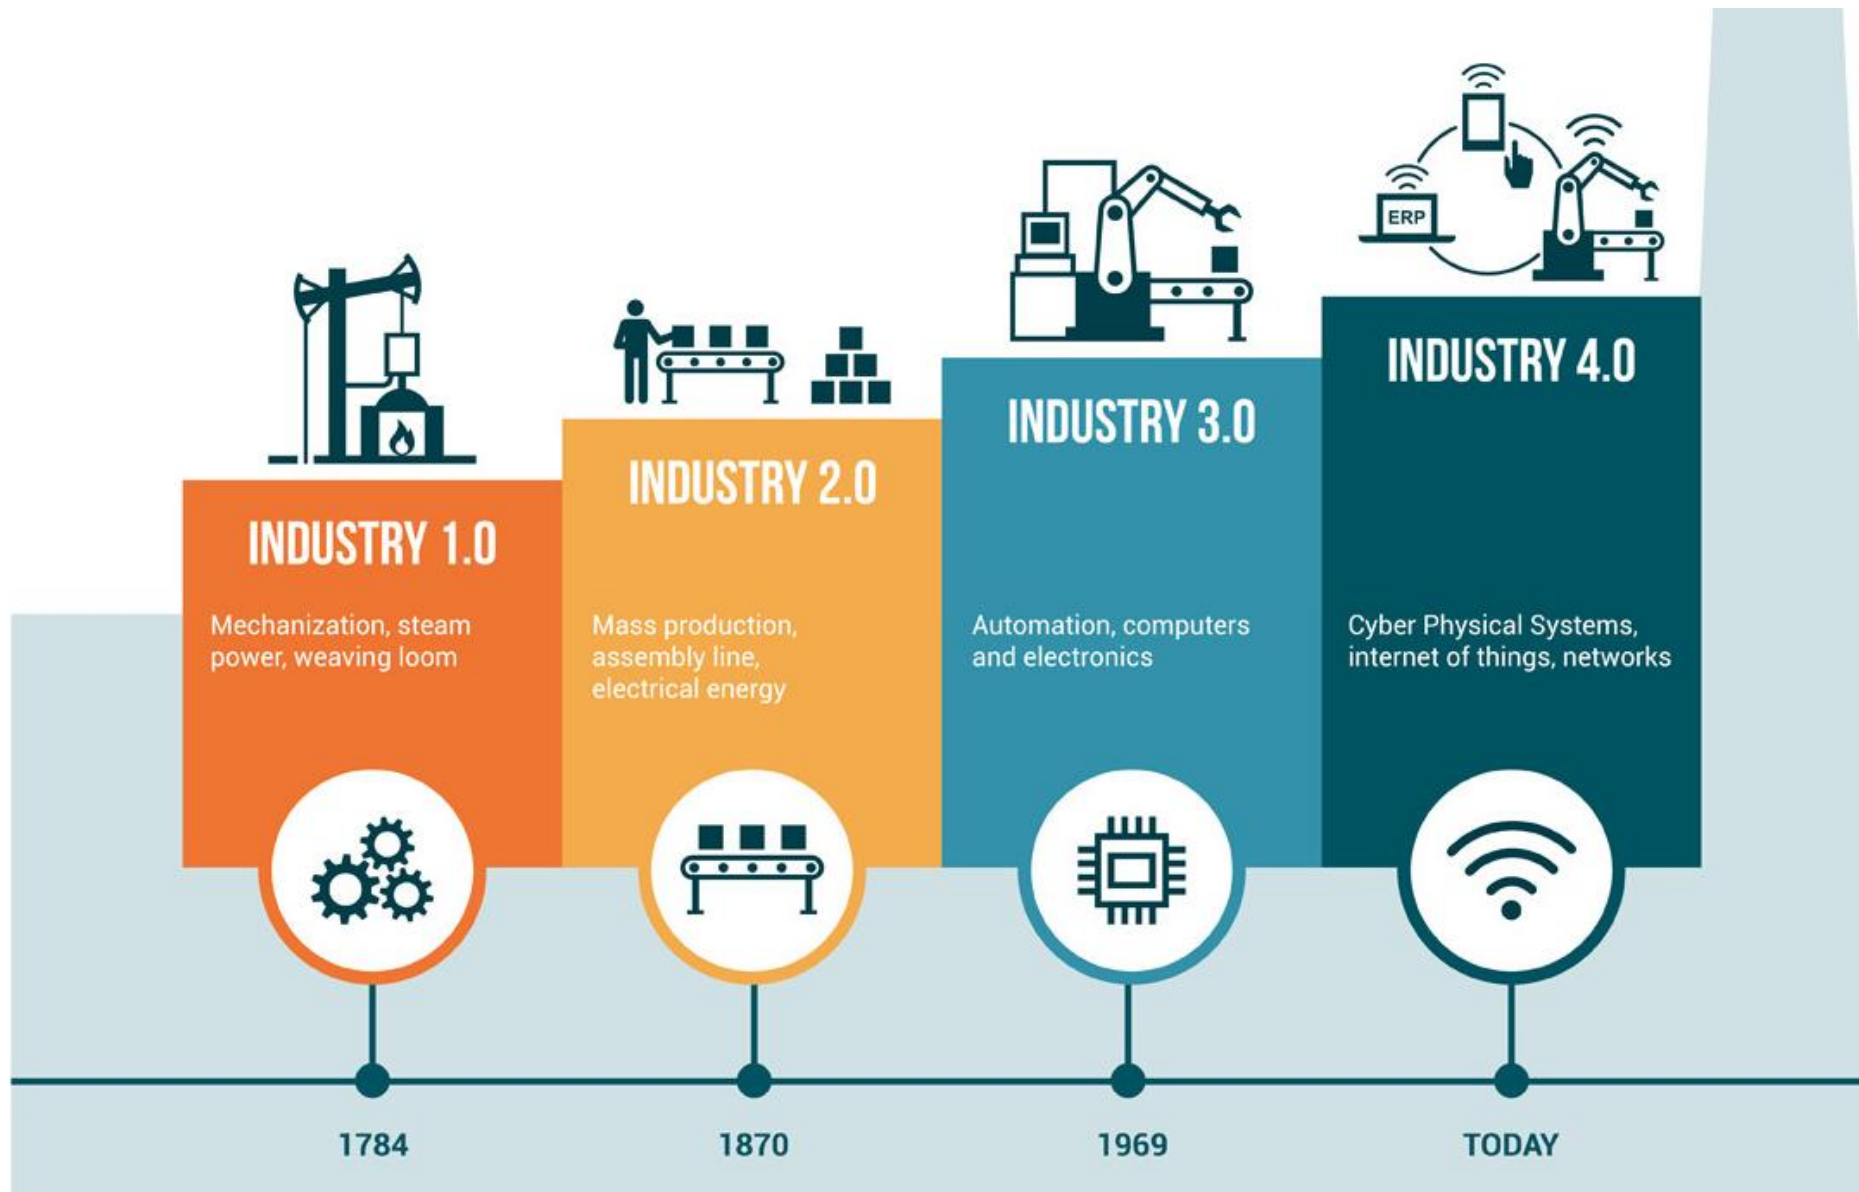 ERP
INDUSTRY 1.0
Mechanization, steam
power, weaving loom
INDUSTRY 2.0
Mass production,
assembly line,
electrical energy
INDUSTRY 3.0
Automation, computers
and electronics
INDUSTRY 4.0
Cyber Physical Systems,
internet of things, networks
1784
1870
1969
TODAY